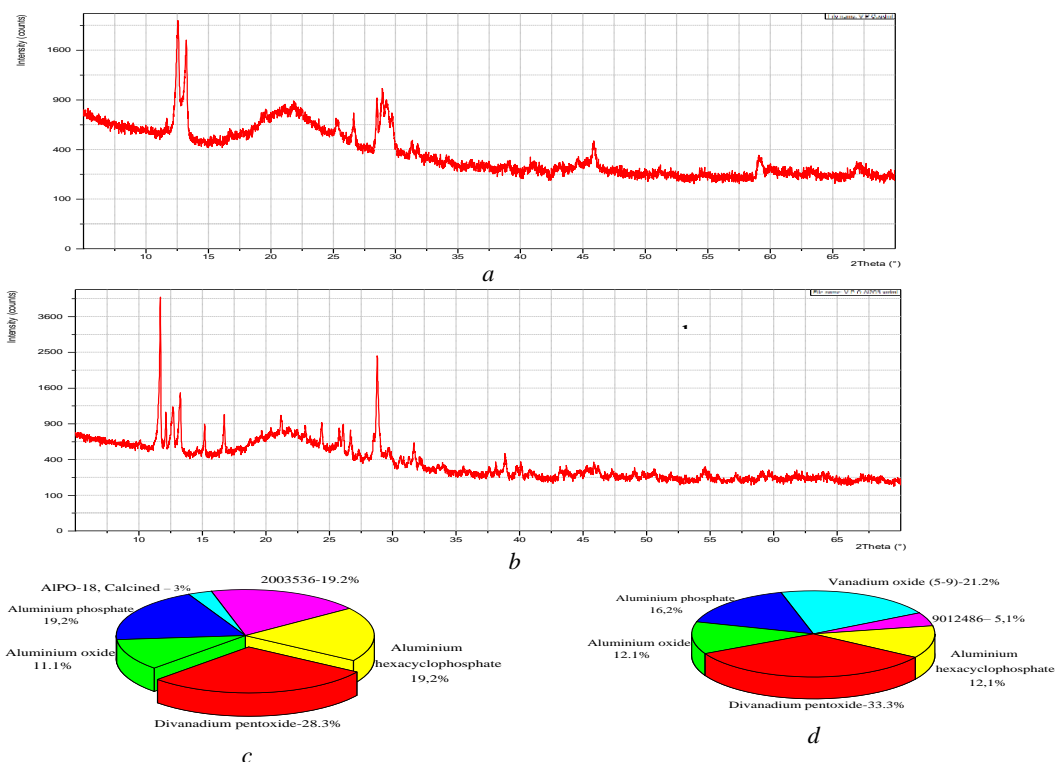 Intensity (counts)
1600
900
400
100
0
10 15 20 25 30 35 40 45 50 55 60 65
2Theta (°)
a
Intensity (counts)
3600
2500
1600
900
400
100
0
10 15 20 25 30 35 40 45 50 55 60 65
2Theta (°)
b
AlPO-18, Calcined – 3%
2003536-19.2%
Aluminium phosphate
19,2%
Aluminium oxide
11.1%
Aluminium
hexacyclophosphate
19,2%
Divanadium pentoxide-28.3%
c
Vanadium oxide (5-9)-21.2%
Aluminium phosphate
16,2%
9012486– 5,1%
Aluminium oxide
12.1%
Aluminium
hexacyclophosphate
12,1%
Divanadium pentoxide-33.3%
d